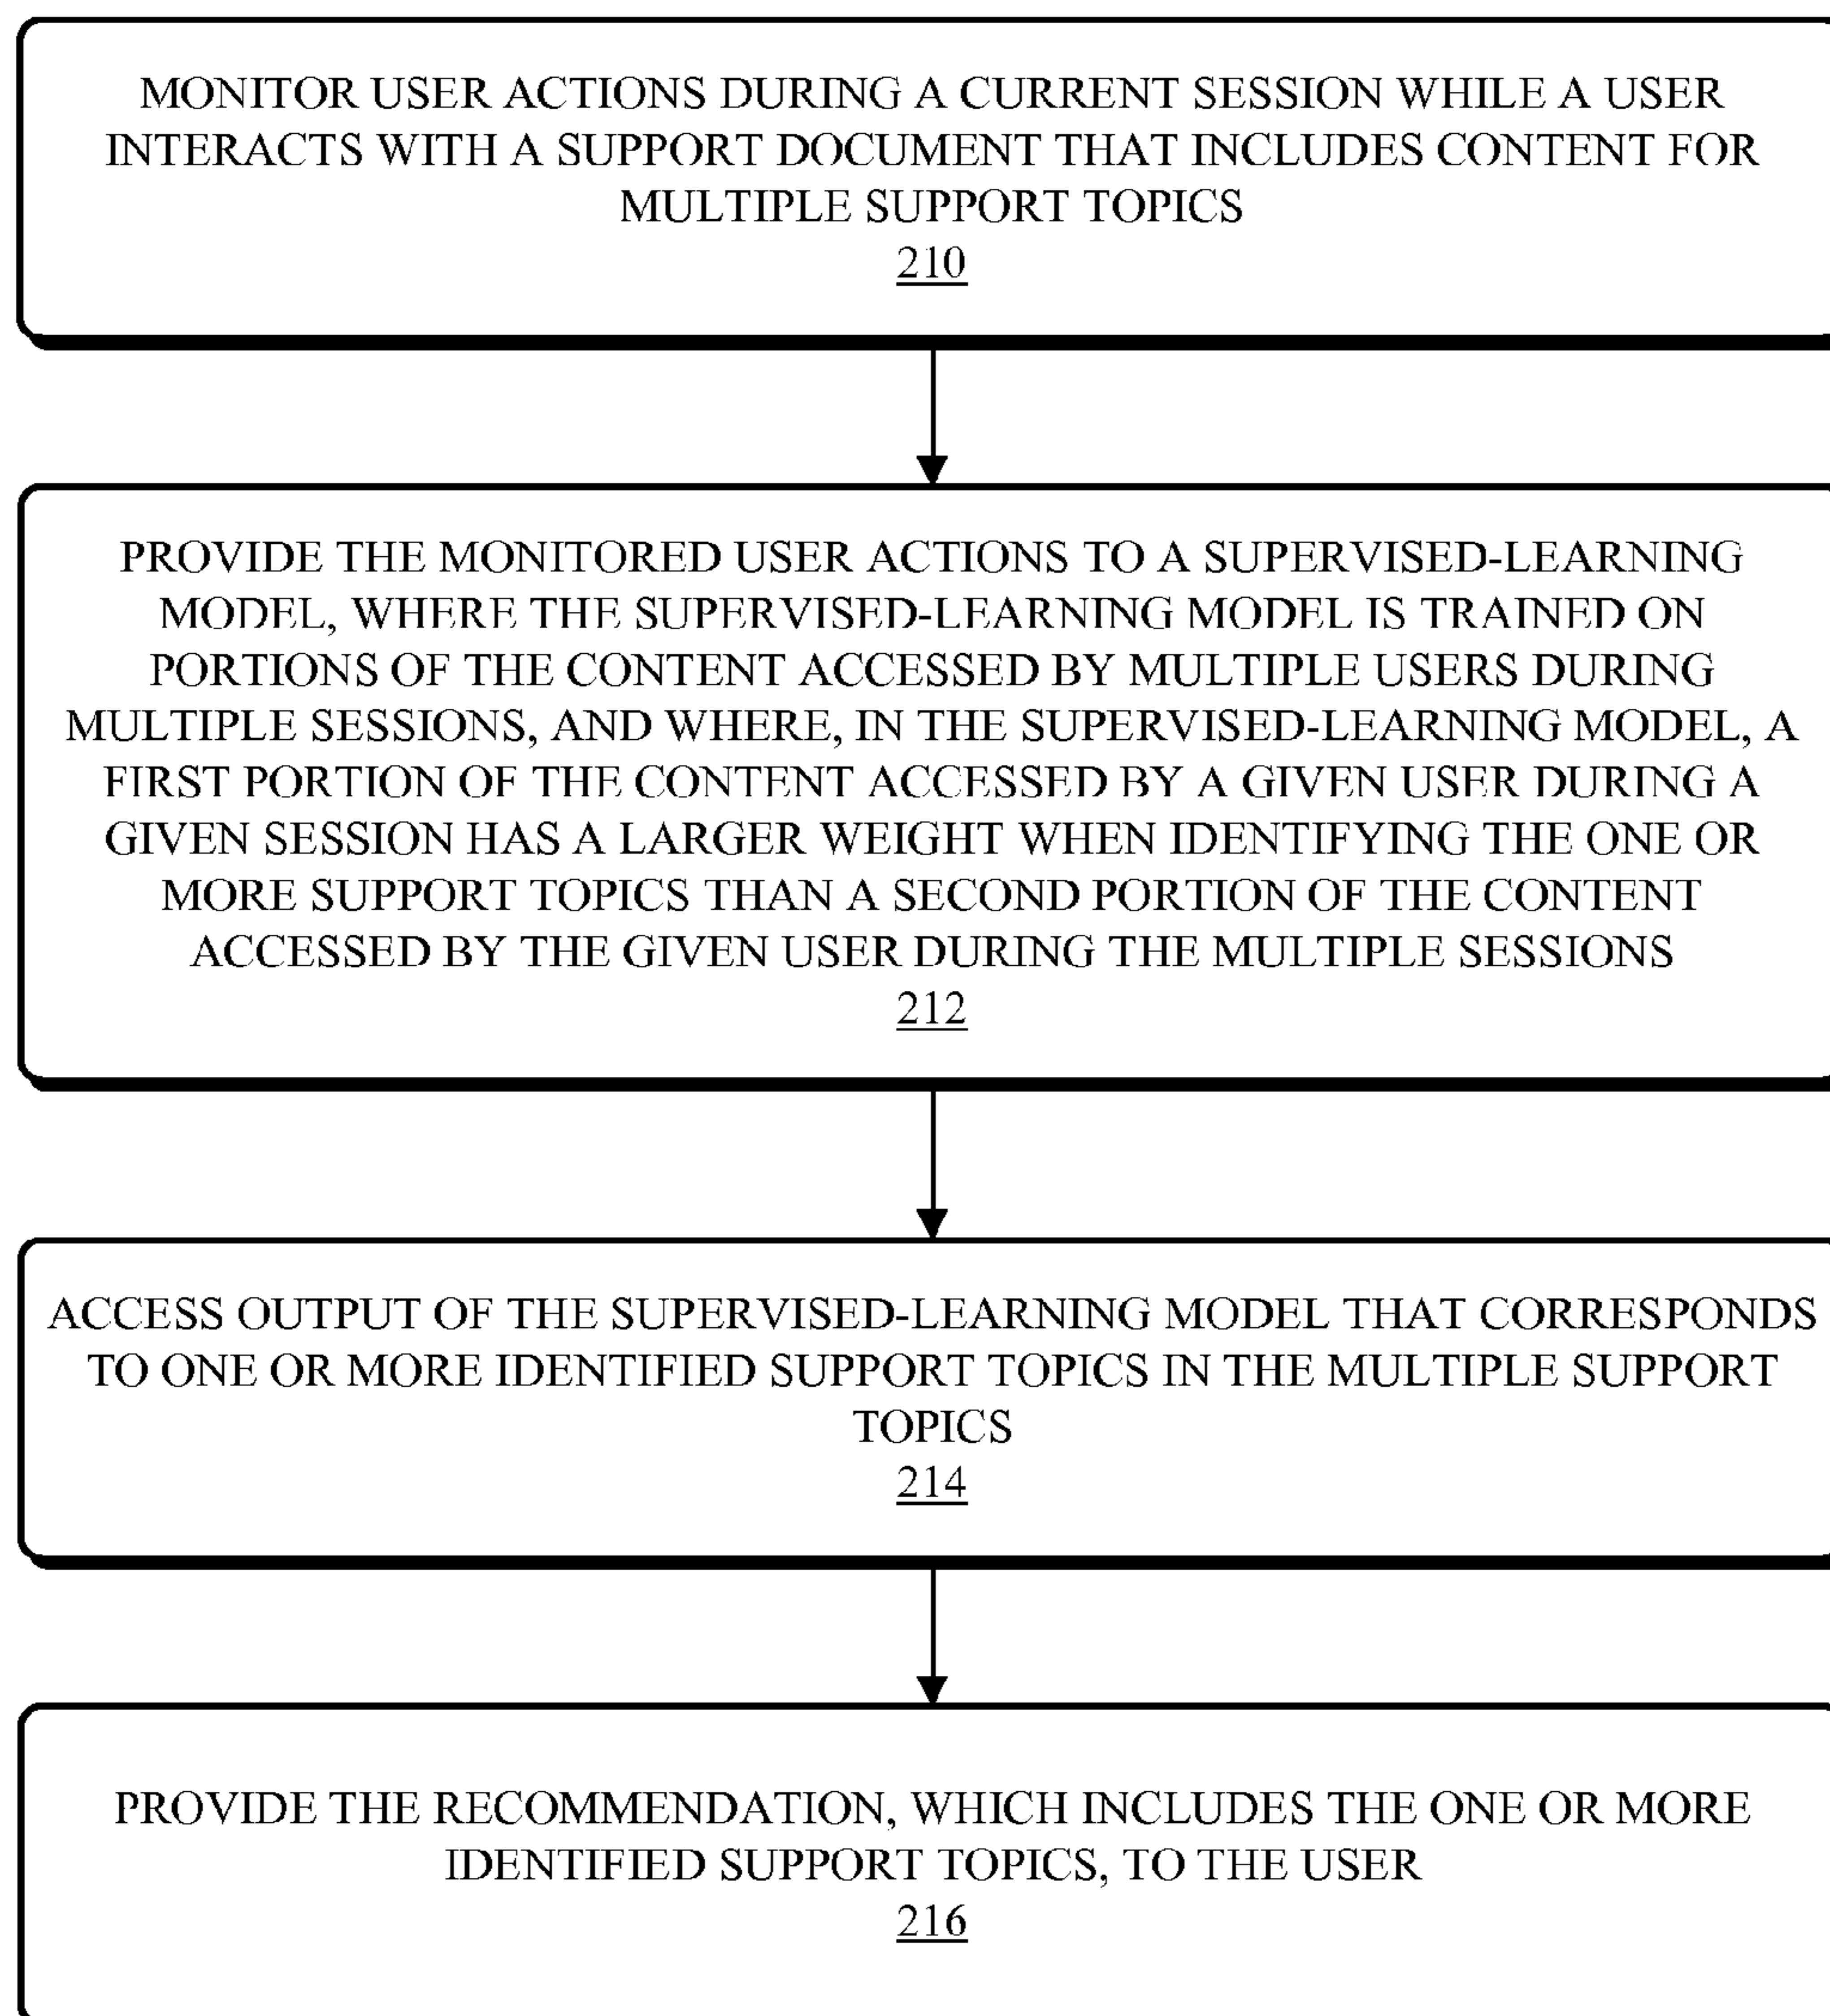 MONITOR USER ACTIONS DURING A CURRENT SESSION WHILE A USER
INTERACTS WITH A SUPPORT DOCUMENT THAT INCLUDES CONTENT FOR
MULTIPLE SUPPORT TOPICS
210
PROVIDE THE MONITORED USER ACTIONS TO A SUPERVISED-LEARNING
MODEL, WHERE THE SUPERVISED-LEARNING MODEL IS TRAINED ON
PORTIONS OF THE CONTENT ACCESSED BY MULTIPLE USERS DURING
MULTIPLE SESSIONS, AND WHERE, IN THE SUPERVISED-LEARNING MODEL, A
FIRST PORTION OF THE CONTENT ACCESSED BY A GIVEN USER DURING A
GIVEN SESSION HAS A LARGER WEIGHT WHEN IDENTIFYING THE ONE OR
MORE SUPPORT TOPICS THAN A SECOND PORTION OF THE CONTENT
ACCESSED BY THE GIVEN USER DURING THE MULTIPLE SESSIONS
212
ACCESS OUTPUT OF THE SUPERVISED-LEARNING MODEL THAT CORRESPONDS
TO ONE OR MORE IDENTIFIED SUPPORT TOPICS IN THE MULTIPLE SUPPORT
TOPICS
214
PROVIDE THE RECOMMENDATION, WHICH INCLUDES THE ONE OR MORE
IDENTIFIED SUPPORT TOPICS, TO THE USER
216